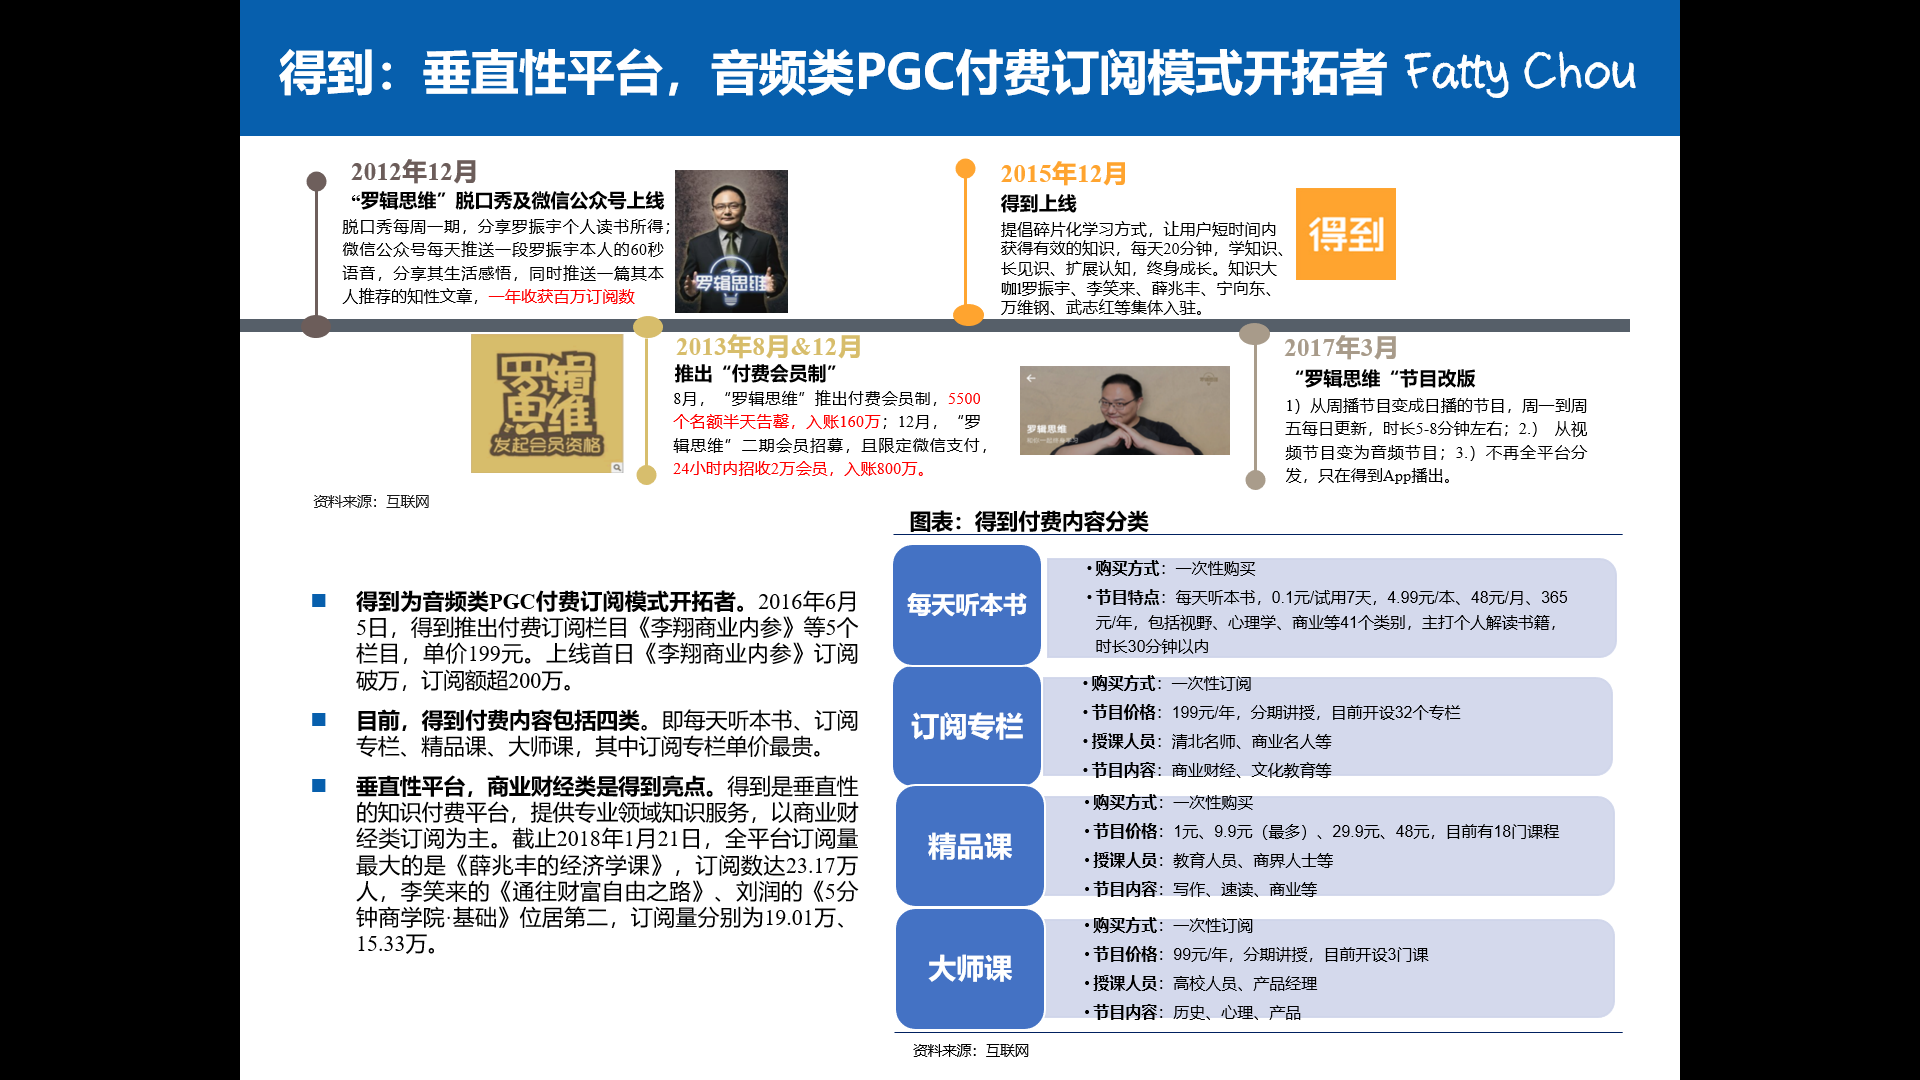 得到：垂直性平台，音频类PGC付费订阅模式开拓者 Fatty Chou
2012年12月
“罗辑思维”脱口秀及微信公众号上线
脱口秀每周一期，分享罗振宇个人读书所得；
微信公众号每天推送一段罗振宇本人的60秒
语音，分享其生活感悟，同时推送一篇其本
人推荐的知性文章，一年收获百万订阅数
罗辑思维
2015年12月
得到上线
提倡碎片化学习方式，让用户短时间内
获得有效的知识，每天20分钟，学知识、
长见识、扩展认知，终身成长。知识大
咖l罗振宇、李笑来、薛兆丰、宁向东、
万维钢、武志红等集体入驻。
得到
罗辑思维
发起会员资格
2013年8月&12月
推出“付费会员制”
8月，“罗辑思维”推出付费会员制，5500
个名额半天告罄，入账160万；12月，“罗
辑思维”二期会员招募，且限定微信支付，
24小时内招收2万会员，入账800万。
罗辑思维
2017年3月
“罗辑思维“节目改版
1）从周播节目变成日播的节目，周一到周
五每日更新，时长5-8分钟左右；2.） 从视
频节目变为音频节目；3.）不再全平台分
发，只在得到App播出。
资料来源：互联网
得到为音频类PGC付费订阅模式开拓者。2016年6月
5日，得到推出付费订阅栏目《李翔商业内参》等5个
栏目，单价199元。上线首日《李翔商业内参》订阅
破万，订阅额超200万。
目前，得到付费内容包括四类。即每天听本书、订阅
专栏、精品课、大师课，其中订阅专栏单价最贵。
垂直性平台，商业财经类是得到亮点。得到是垂直性
的知识付费平台，提供专业领域知识服务，以商业财
经类订阅为主。截止2018年1月21日，全平台订阅量
最大的是《薛兆丰的经济学课》，订阅数达23.17万
人，李笑来的《通往财富自由之路》、刘润的《5分
钟商学院·基础》位居第二，订阅量分别为19.01万、
15.33万。
图表：得到付费内容分类
每天听本书
•购买方式：一次性购买
•节目特点：每天听本书，0.1元/试用7天，4.99元/本、48元/月、365
元/年，包括视野、心理学、商业等41个类别，主打个人解读书籍，
时长30分钟以内
订阅专栏
•购买方式：一次性订阅
•节目价格：199元/年，分期讲授，目前开设32个专栏
•授课人员：清北名师、商业名人等
•节目内容：商业财经、文化教育等
精品课
•购买方式：一次性购买
•节目价格：1元、9.9元（最多）、29.9元、48元，目前有18门课程
•授课人员：教育人员、商界人士等
•节目内容：写作、速读、商业等
大师课
•购买方式：一次性订阅
•节目价格：99元/年，分期讲授，目前开设3门课
•授课人员：高校人员、产品经理
•节目内容：历史、心理、产品
资料来源：互联网